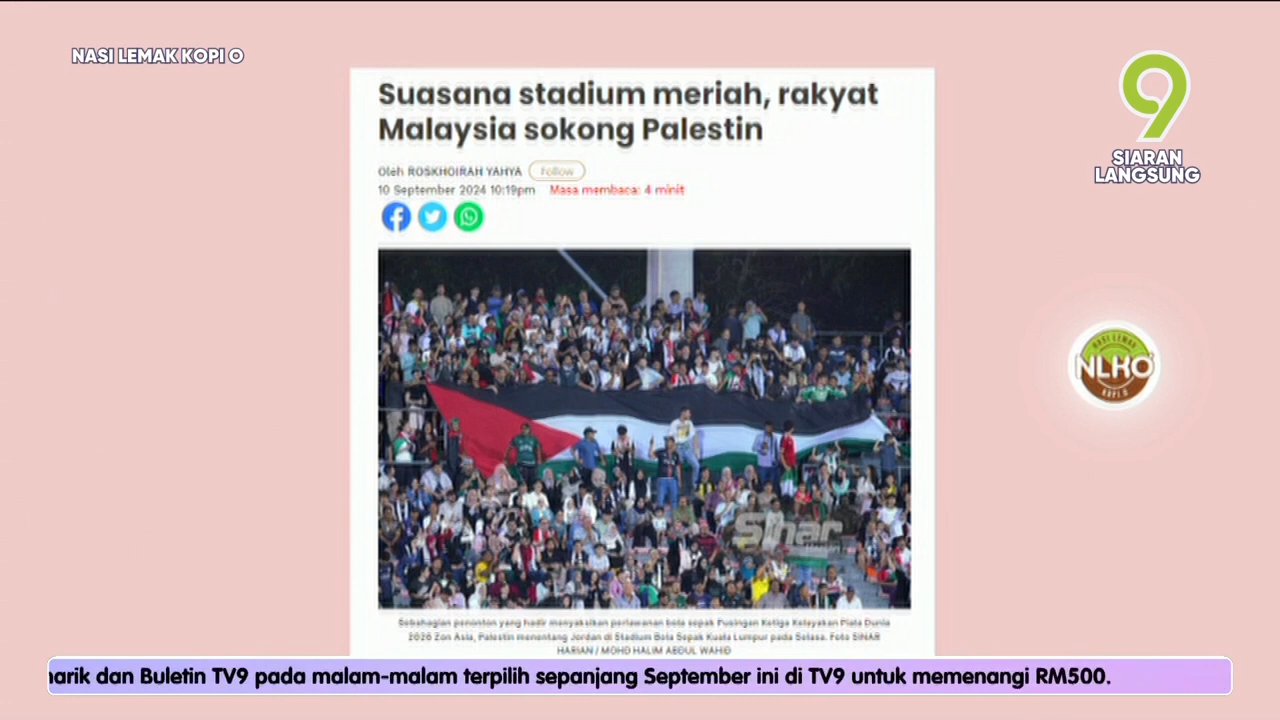 NASI LEMAK KOPI O
9
SIARAN
LANGSUNG
Suasana stadium meriah, rakyat
Malaysia sokong Palestin
Oleh ROSKHOIRAH YAHYA Follow
10 September 2024 10:19pm Masa membaca: 4 minit
NASI LEMAK
NLKO
KOPI O
Sinar
Sebahagian penonton yang hadir menyaksikan perlawanan bola sepak Pusingan Ketiga Kelayakan Piala Dunia
2026 Zon Asia, Palestin menentang Jordan di Stadium Bola Sepak Kuala Lumpur pada Selasa. Foto SINAR
HARIAN / MOHD HALIM ABDUL WAHID
arik dan Buletin TV9 pada malam-malam terpilih sepanjang September ini di TV9 untuk memenangi RM500.